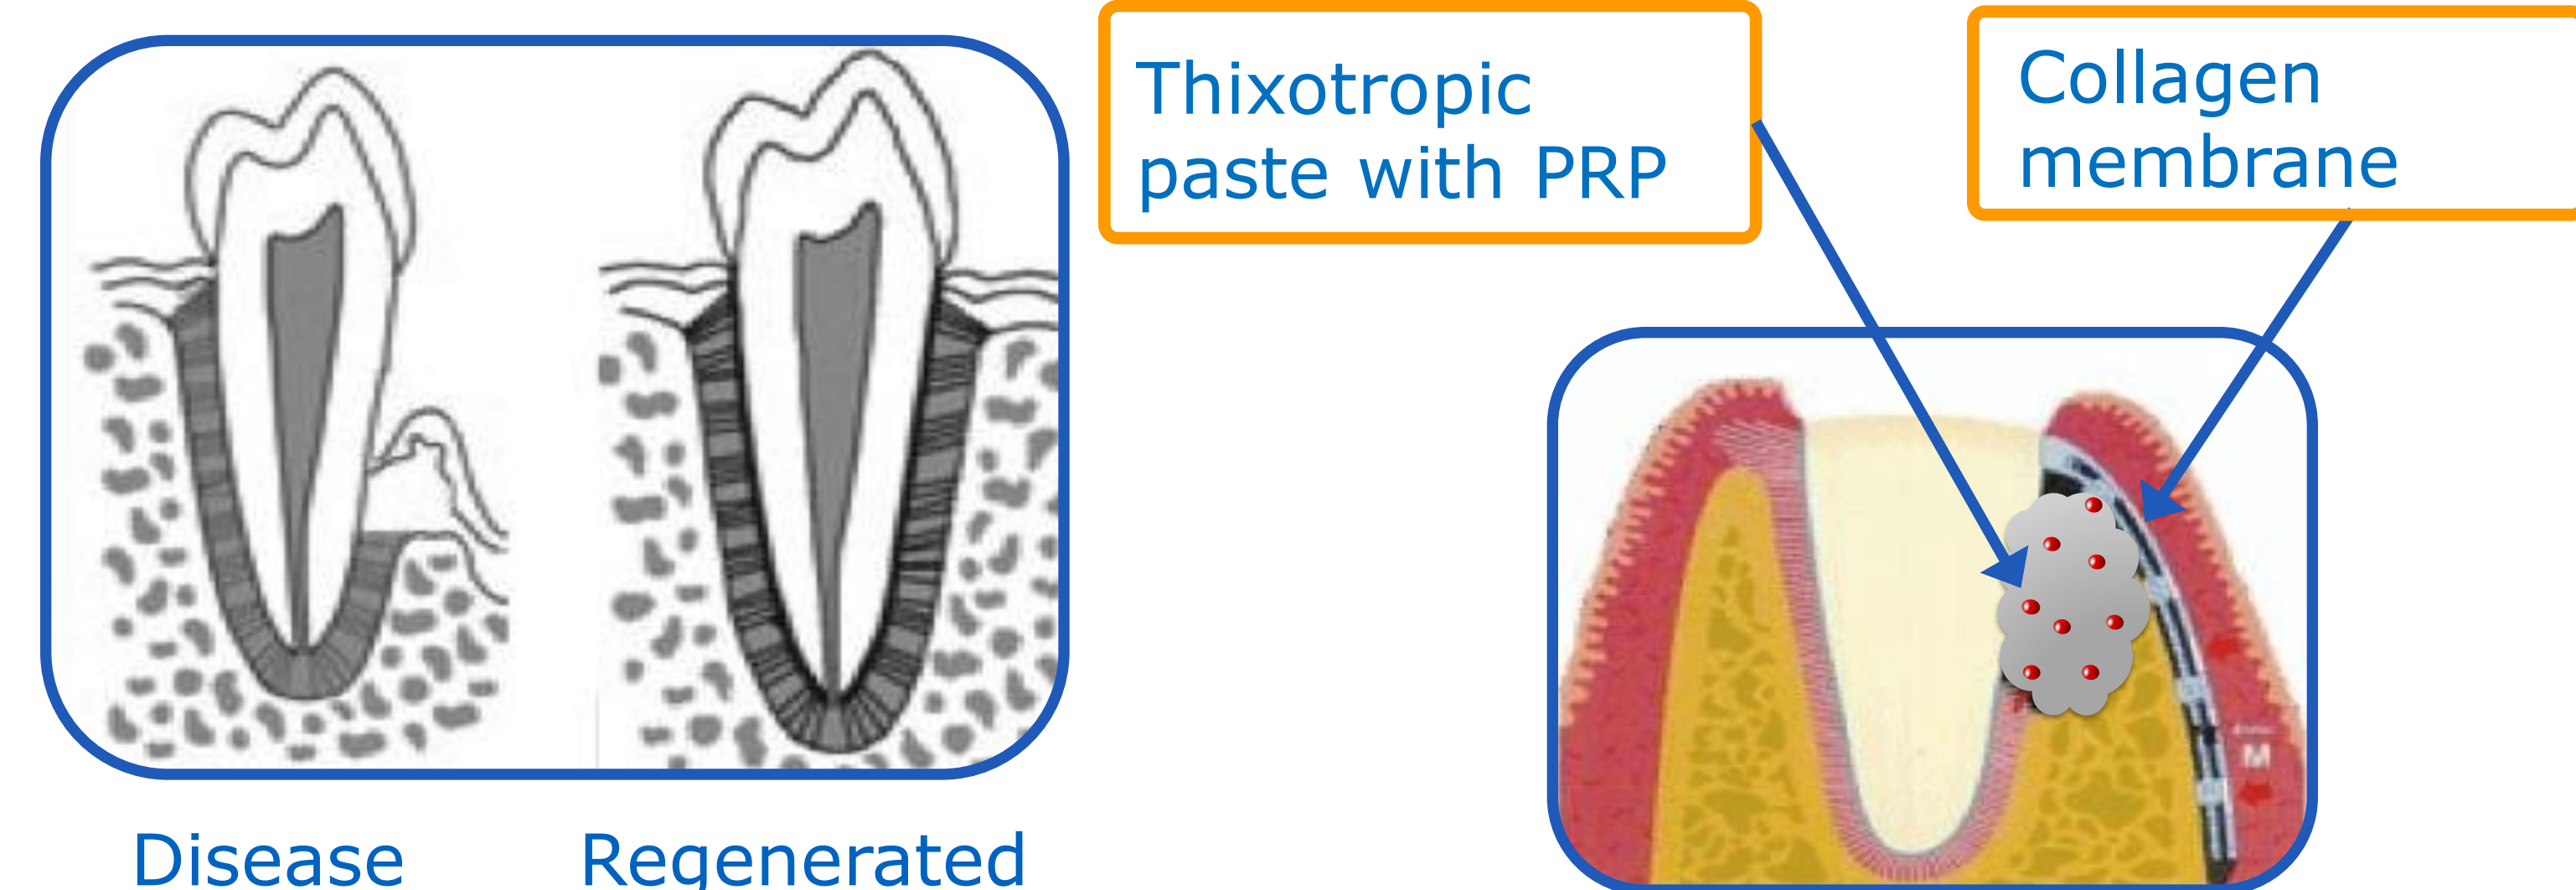 Thixotropic
paste with PRP
Collagen
membrane
M
Disease
Regenerated